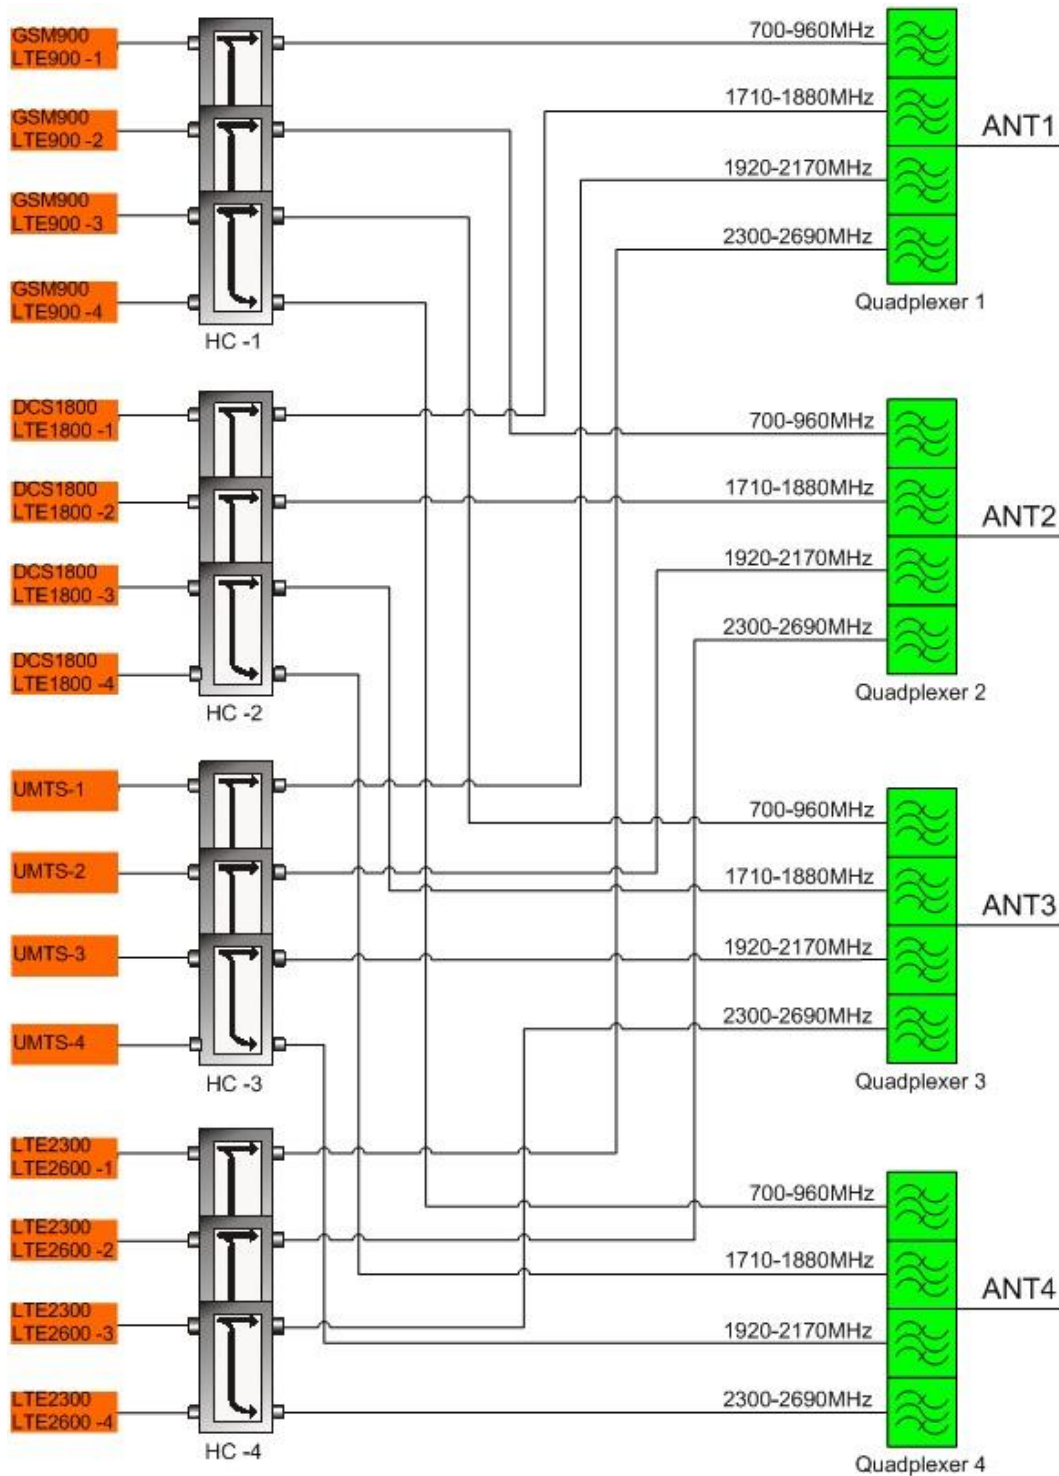 GSM900
LTE900 -1
GSM900
LTE900 -2
GSM900
LTE900 -3
GSM900
LTE900 -4
HC -1
DCS1800
LTE1800 -1
DCS1800
LTE1800 -2
DCS1800
LTE1800 -3
DCS1800
LTE1800 -4
HC -2
UMTS-1
UMTS-2
UMTS-3
UMTS-4
HC -3
LTE2300
LTE2600 -1
LTE2300
LTE2600 -2
LTE2300
LTE2600 -3
LTE2300
LTE2600 -4
HC -4
700-960MHz
1710-1880MHz
1920-2170MHz
2300-2690MHz
ANT1
Quadplexer 1
700-960MHz
1710-1880MHz
1920-2170MHz
2300-2690MHz
ANT2
Quadplexer 2
700-960MHz
1710-1880MHz
1920-2170MHz
2300-2690MHz
ANT3
Quadplexer 3
700-960MHz
1710-1880MHz
1920-2170MHz
2300-2690MHz
ANT4
Quadplexer 4